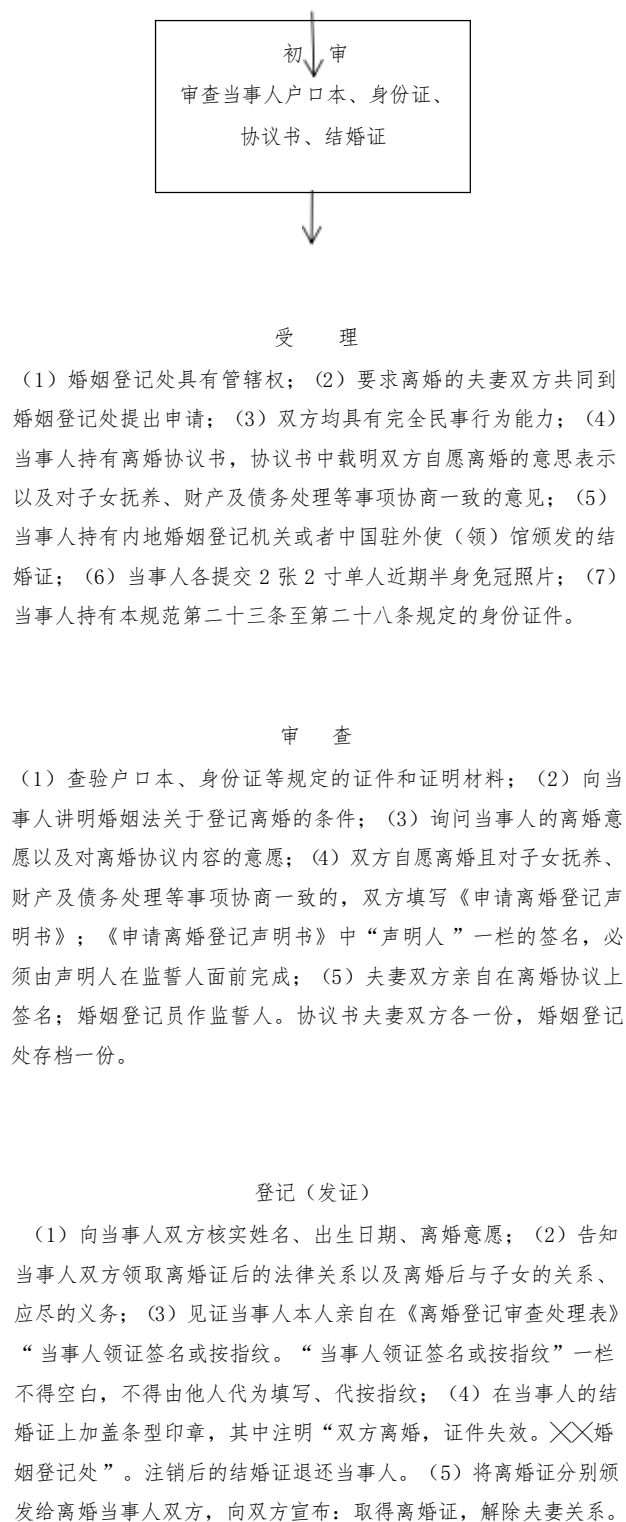 初 审
审查当事人户口本、身份证、
协议书、结婚证
受 理
（1）婚姻登记处具有管辖权；（2）要求离婚的夫妻双方共同到
婚姻登记处提出申请；（3）双方均具有完全民事行为能力；（4）
当事人持有离婚协议书，协议书中载明双方自愿离婚的意思表示
以及对子女抚养、财产及债务处理等事项协商一致的意见；（5）
当事人持有内地婚姻登记机关或者中国驻外使（领）馆颁发的结
婚证；（6）当事人各提交 2 张 2 寸单人近期半身免冠照片；（7）
当事人持有本规范第二十三条至第二十八条规定的身份证件。
审 查
（1）查验户口本、身份证等规定的证件和证明材料；（2）向当
事人讲明婚姻法关于登记离婚的条件；（3）询问当事人的离婚意
愿以及对离婚协议内容的意愿；（4）双方自愿离婚且对子女抚养、
财产及债务处理等事项协商一致的，双方填写《申请离婚登记声
明书》；《申请离婚登记声明书》中“声明人 ”一栏的签名，必
须由声明人在监誓人面前完成；（5）夫妻双方亲自在离婚协议上
签名；婚姻登记员作监誓人。协议书夫妻双方各一份，婚姻登记
处存档一份。
登记（发证）
（1）向当事人双方核实姓名、出生日期、离婚意愿；（2）告知
当事人双方领取离婚证后的法律关系以及离婚后与子女的关系、
应尽的义务；（3）见证当事人本人亲自在《离婚登记审查处理表》
“ 当事人领证签名或按指纹。“ 当事人领证签名或按指纹”一栏
不得空白，不得由他人代为填写、代按指纹；（4）在当事人的结
婚证上加盖条型印章，其中注明“双方离婚，证件失效。╳╳婚
姻登记处 ”。注销后的结婚证退还当事人。（5）将离婚证分别颁
发给离婚当事人双方，向双方宣布：取得离婚证，解除夫妻关系。